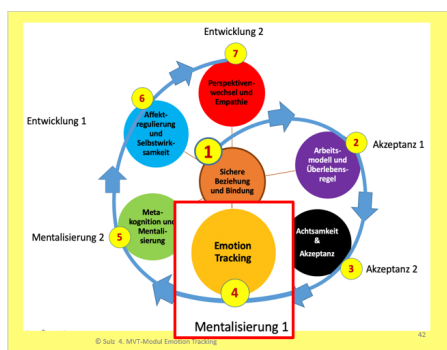 Entwicklung 2
7
Perspektiven-
wechsel und
Empathie
6
Affekt-
regulierung
und
Selbstwirk-
samkeit
Entwicklung 1
1
2
Akzeptanz 1
Arbeits-
modell und
Überlebens-
regel
Sichere
Beziehung
und Bindung
Meta-
kognition und
Mentali-
sierung
Mentalisierung 2
5
Emotion
Tracking
Achtsamkeit
&
Akzeptanz
3
Akzeptanz 2
4
Mentalisierung 1
© Sulz 4. MVT-Modul Emotion Tracking
42